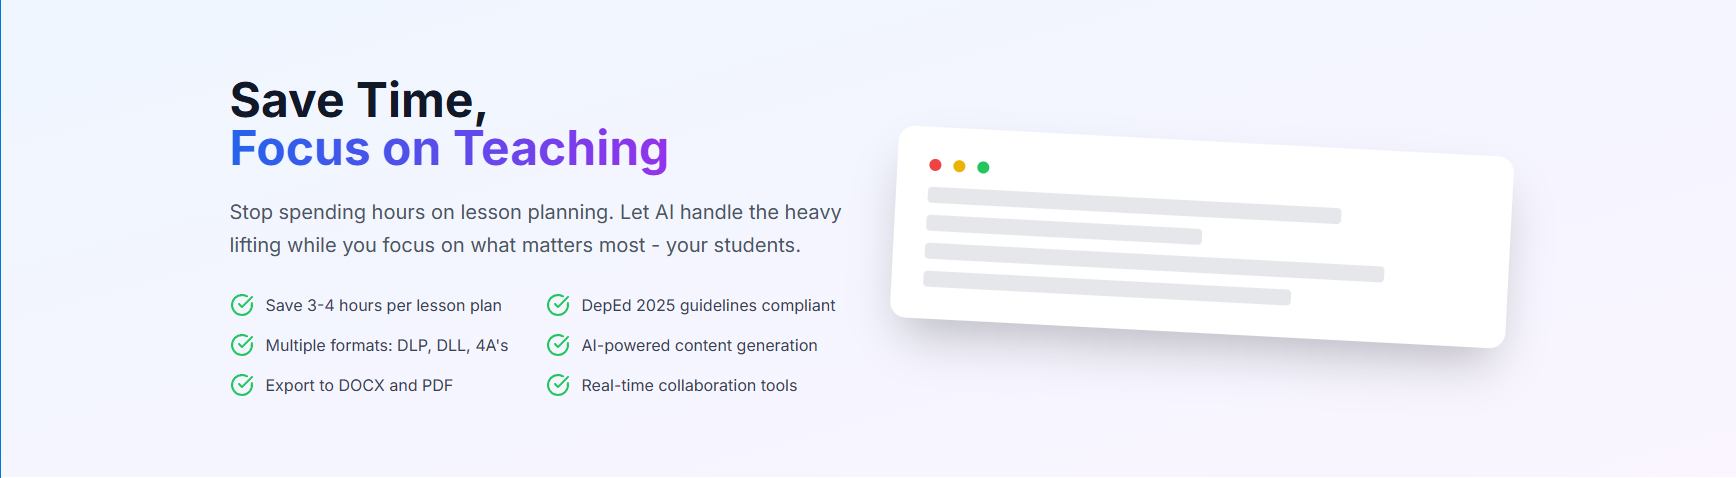 Save Time,
Focus on Teaching
Stop spending hours on lesson planning. Let AI handle the heavy
lifting while you focus on what matters most - your students.
Save 3-4 hours per lesson plan
DepEd 2025 guidelines compliant
Multiple formats: DLP, DLL, 4A's
AI-powered content generation
Export to DOCX and PDF
Real-time collaboration tools